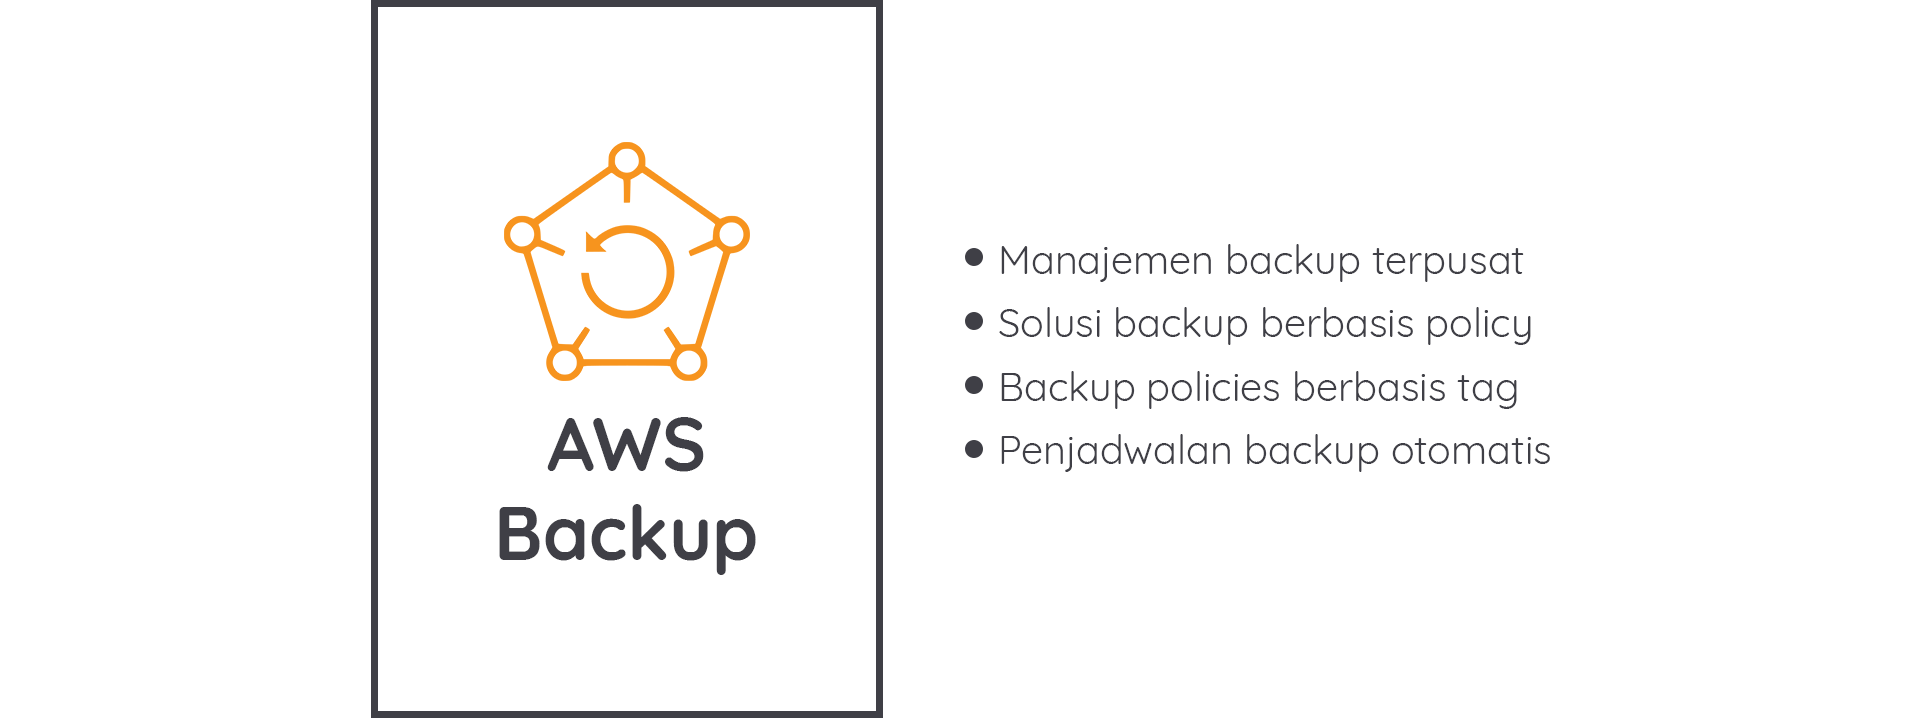 AWS
Backup
● Manajemen backup terpusat
● Solusi backup berbasis policy
● Backup policies berbasis tag
● Penjadwalan backup otomatis